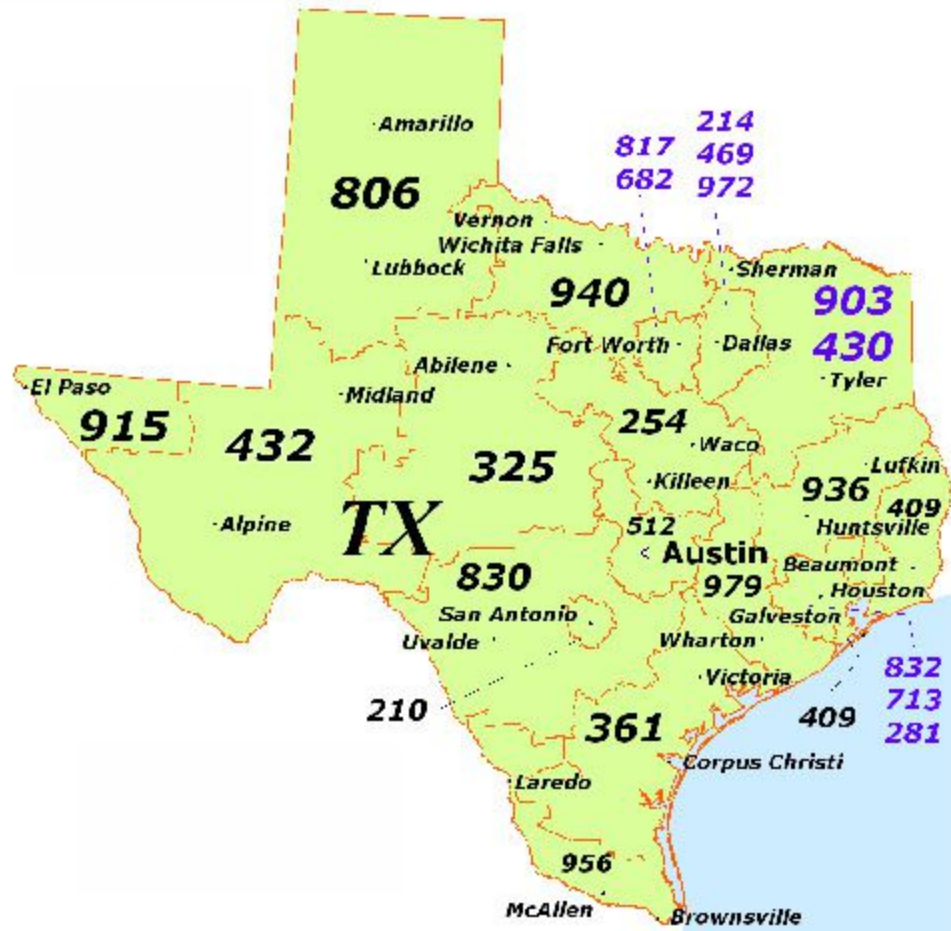 Amarillo
806
Lubbock
817
682
214
469
972
Vernon
Wichita Falls
940
Sherman
903
430
Fort Worth
Dallas
Tyler
Abilene
El Paso
Midland
915
432
325
254
Waco
Killeen
Lufkin
936
409
Huntsville
Alpine
TX
512
Austin
830
979
Beaumont
Houston
San Antonio
Galveston
Uvalde
Wharton
210
361
Victoria
409
832
713
281
Corpus Christi
Laredo
956
McAllen
Brownsville